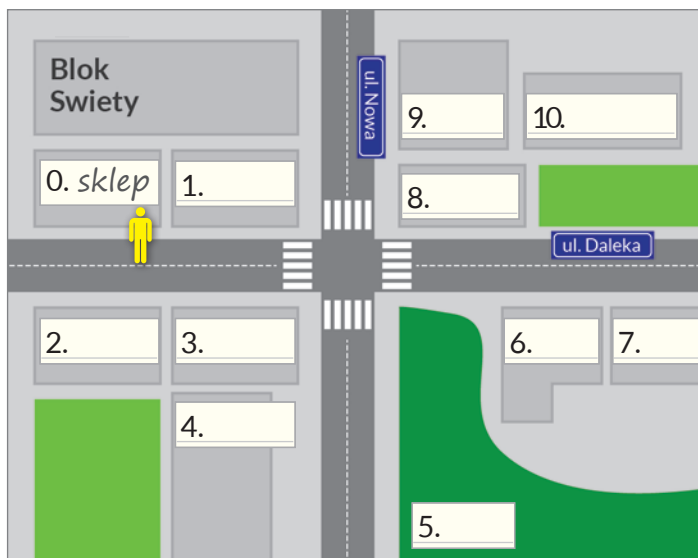 Blok
Swiety
ul. Nowa
9.
10.
0. sklep
1.
8.
ul. Daleka
2.
3.
6.
7.
4.
5.